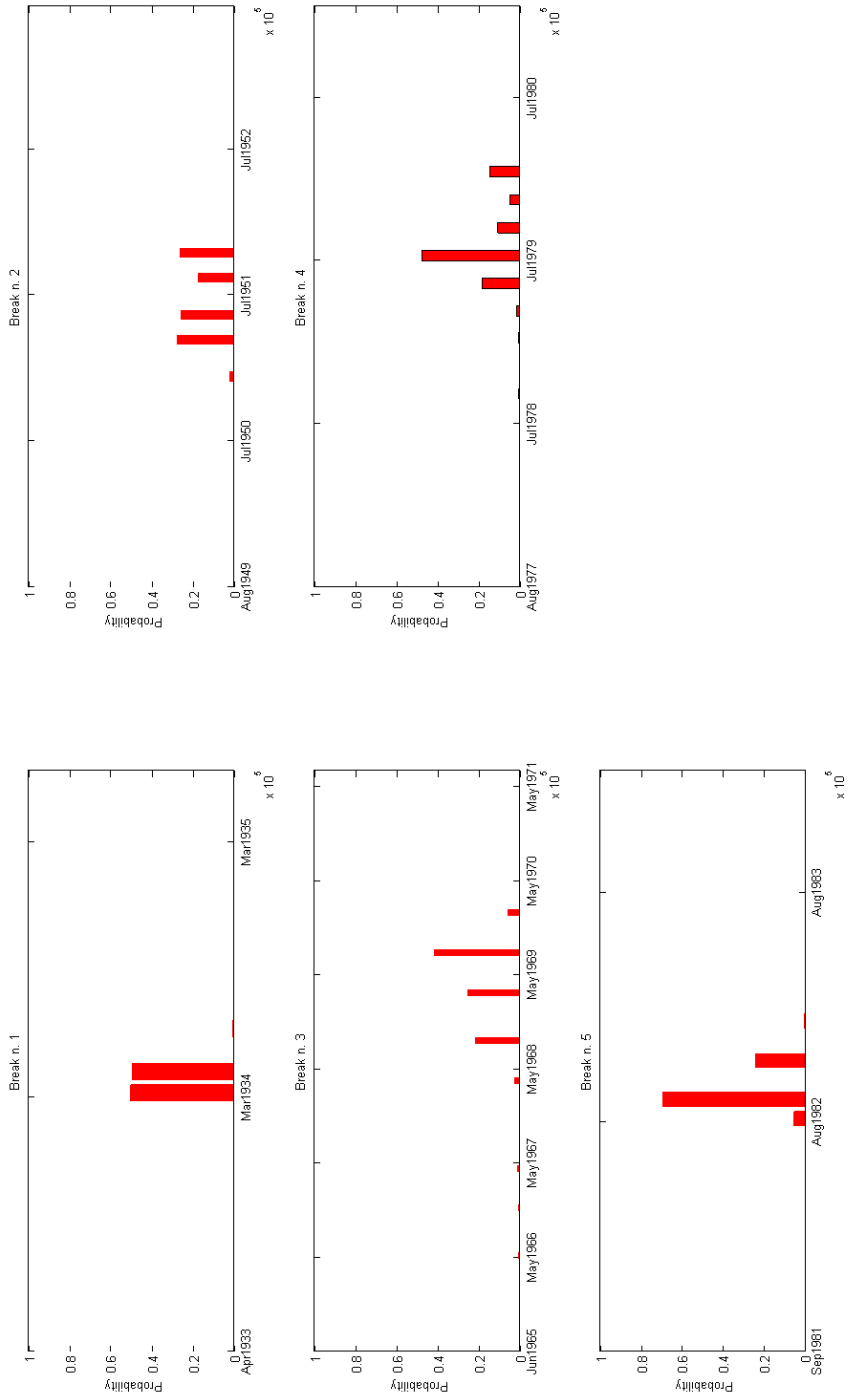 Break n. 1
1
0.8
0.6
0.4
0.2
0
Probability
Apr1933 Mar1934 Mar1935
x 10^5
Break n. 2
1
0.8
0.6
0.4
0.2
0
Probability
Aug1949 Jul1950 Jul1951 Jul1952
x 10^5
Break n. 3
1
0.8
0.6
0.4
0.2
0
Probability
Jun1965 May1966 May1967 May1968 May1969 May1970 May1971
x 10^5
Break n. 4
1
0.8
0.6
0.4
0.2
0
Probability
Aug1977 Jul1978 Jul1979 Jul1980
x 10^5
Break n. 5
1
0.8
0.6
0.4
0.2
0
Probability
Sep1981 Aug1982 Aug1983
x 10^5